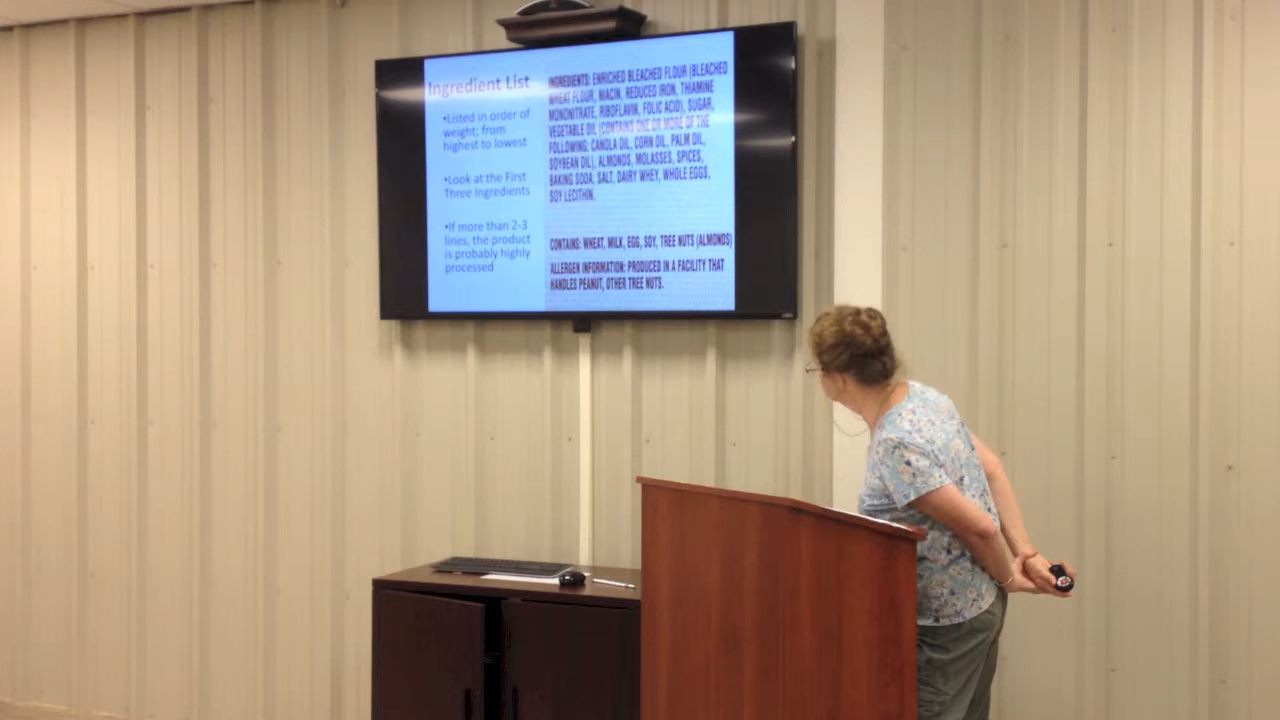 Ingredient List
•Listed in order of
weight; from
highest to lowest
•Look at the First
Three Ingredients
•If more than 2-3
lines, the product
is probably highly
processed
INGREDIENTS: ENRICHED BLEACHED FLOUR (BLEACHED
WHEAT FLOUR, NIACIN, REDUCED IRON, THIAMINE
MONONITRATE, RIBOFLAVIN, FOLIC ACID), SUGAR,
VEGETABLE OIL (CONTAINS ONE OR MORE OF THE
FOLLOWING: CANOLA OIL, CORN OIL, PALM OIL,
SOYBEAN OIL), ALMONDS, MOLASSES, SPICES,
BAKING SODA, SALT, DAIRY WHEY, WHOLE EGGS,
SOY LECITHIN.
CONTAINS: WHEAT, MILK, EGG, SOY, TREE NUTS (ALMONDS)
ALLERGEN INFORMATION: PRODUCED IN A FACILITY THAT
HANDLES PEANUT, OTHER TREE NUTS.